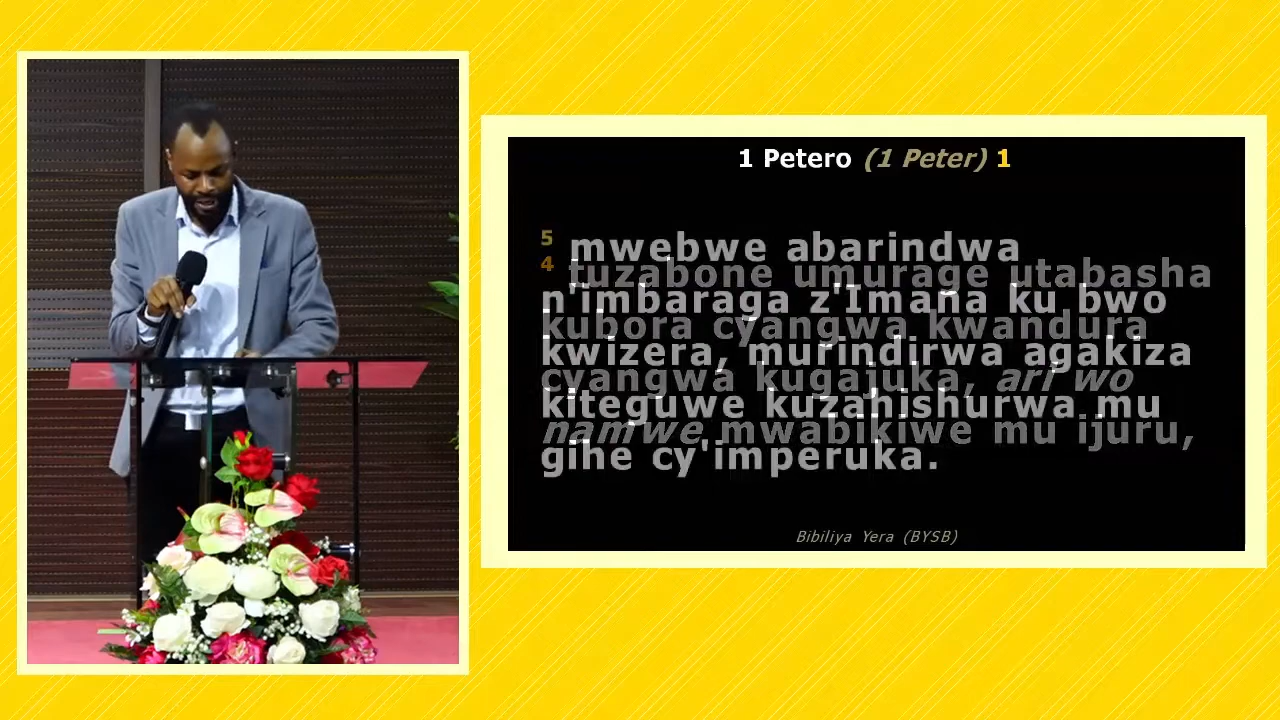 1 Petero (1 Peter) 1
5 mwebwe abarindwa
n'imbaraga z'Imana ku bwo
kwizera, murindirwa agakiza
kiteguwe kuzahishurwa mu
gihe cy'imperuka.
4 tuzabone umurage utabasha
kubora cyangwa kwandura
cyangwa kugajuka, ari wo
namwe mwabikiwe mu ijuru,
Bibiliya Yera (BYSB)